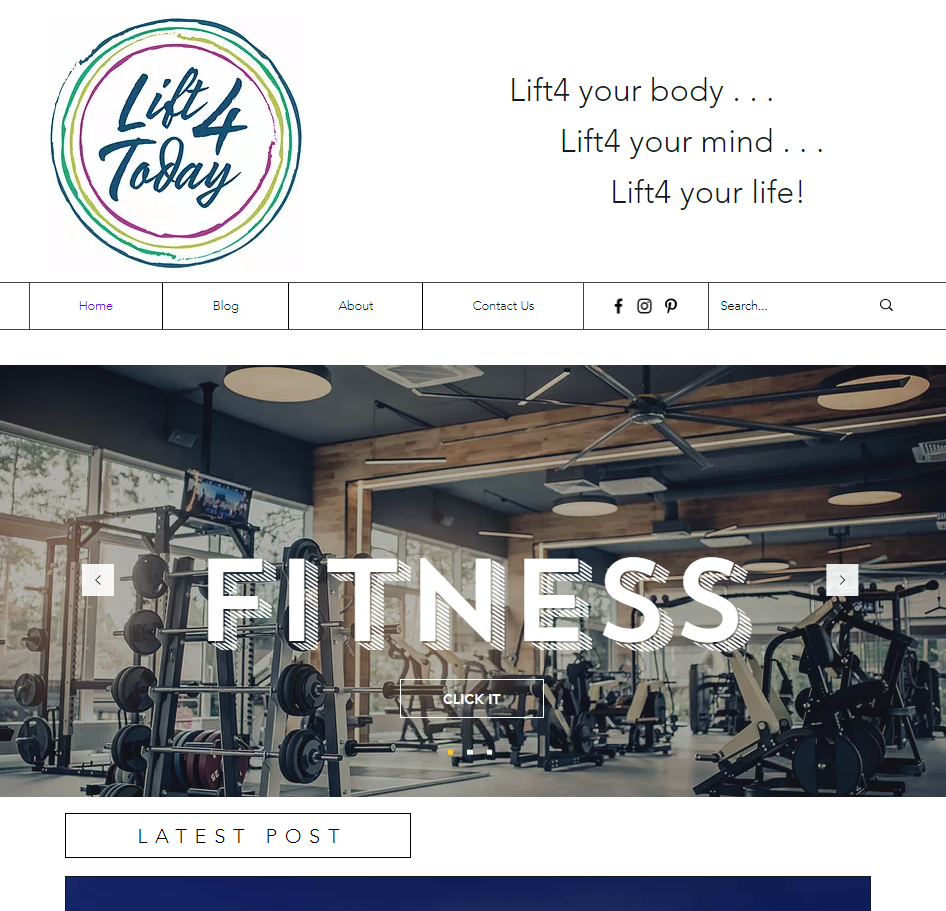 Lift 4
Today
Lift4 your body . . .
Lift4 your mind . . .
Lift4 your life!
Home
Blog
About
Contact Us
Search...
FITNESS
CLICK IT
LATEST POST